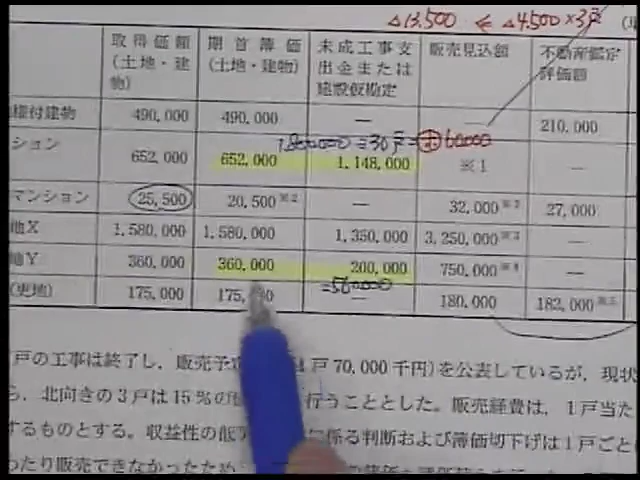 △13,500 ← △4,500×3戸
取得価額 期首簿価 未成工事支 販売見込額 不動産鑑定
(土地・建 (土地・建 出金または 評価額
物) 物) 建設仮勘定
様付建物 490,000 490,000 — — 210,000
1,800,000÷30戸=㊉60,000
ション 652,000 652,000 1,148,000 ※1 —
マンション 25,500 20,500※2 — 32,000 27,000
地X 1,580,000 1,580,000 1,350,000 3,250,000 —
地Y 360,000 360,000 200,000 750,000 —
=560,000
(更地) 175,000 175, — 180,000 182,000
戸の工事は終了し、販売予定 戸70,000千円)を公表しているが、現状
ら、北向きの3戸は15%の 行うこととした。販売経費は、1戸当た
するものとする。収益性の低下 に係る判断および簿価切下げは1戸ごと
ったり販売できなかったため